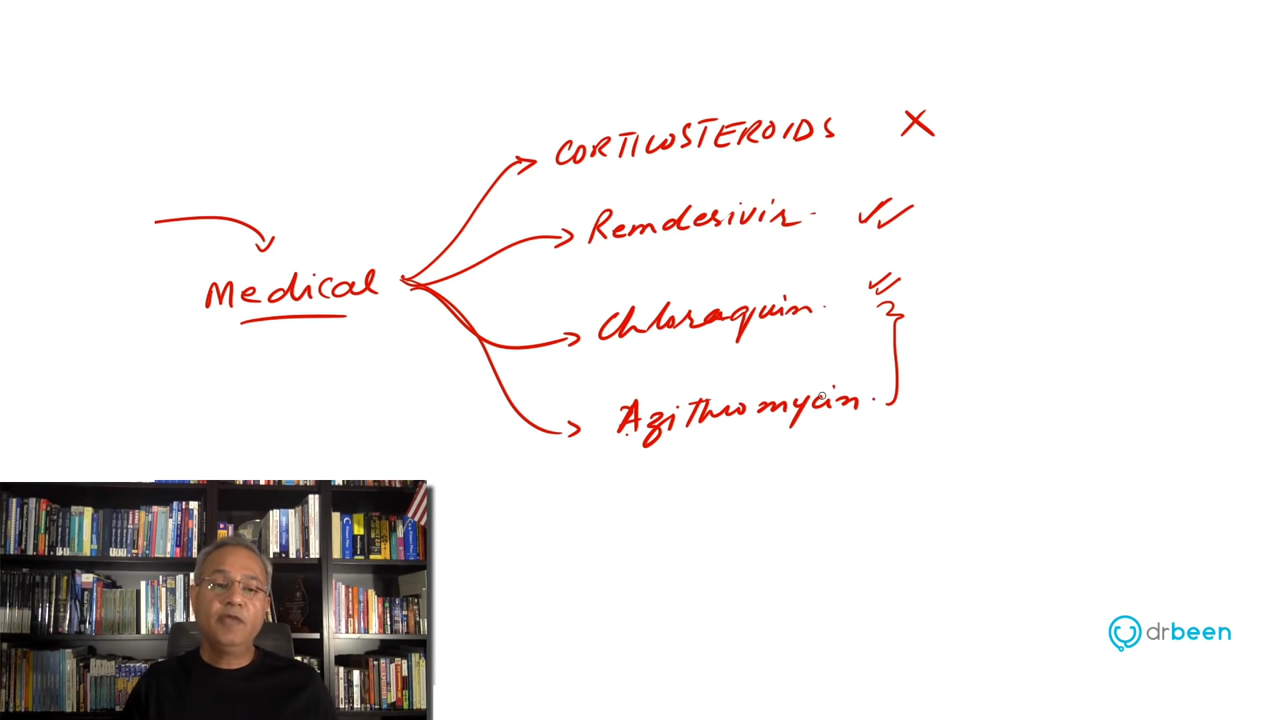 CORTICOSTEROIDS X
Remdesivir.
Medical
Chloraquin.
Azithromycin.
drbeen